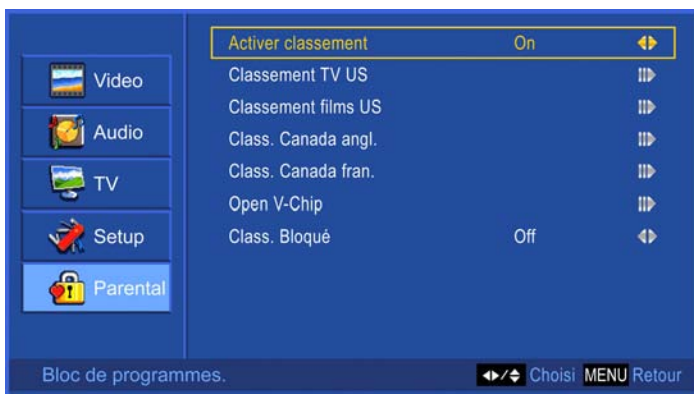 Video
Audio
TV
Setup
Parental
Activer classement On
Classement TV US
Classement films US
Class. Canada angl.
Class. Canada fran.
Open V-Chip
Class. Bloqué Off
Bloc de programmes. Choisi MENU Retour